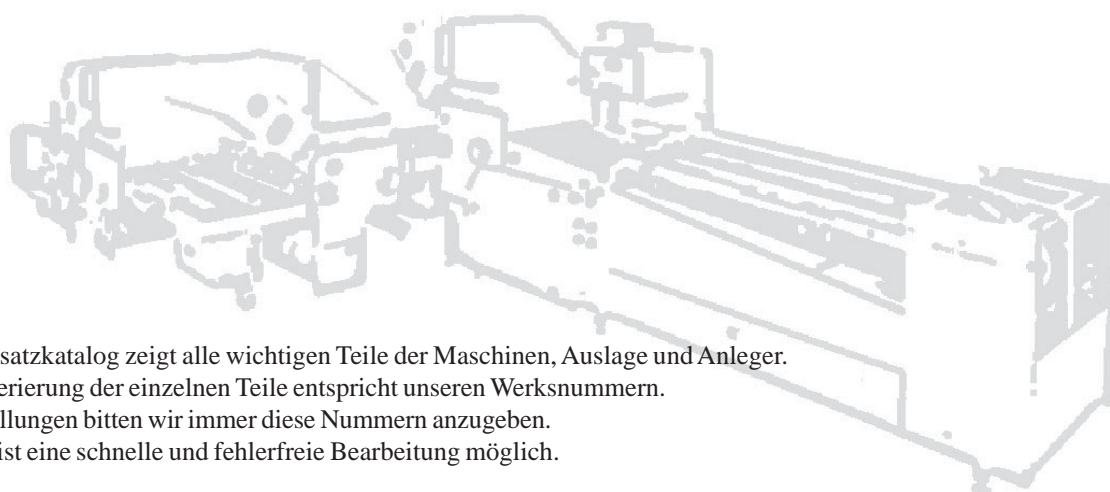 satzkatalog zeigt alle wichtigen Teile der Maschinen, Auslage und Anleger.
erierung der einzelnen Teile entspricht unseren Werksnummern.
llungen bitten wir immer diese Nummern anzugeben.
ist eine schnelle und fehlerfreie Bearbeitung möglich.